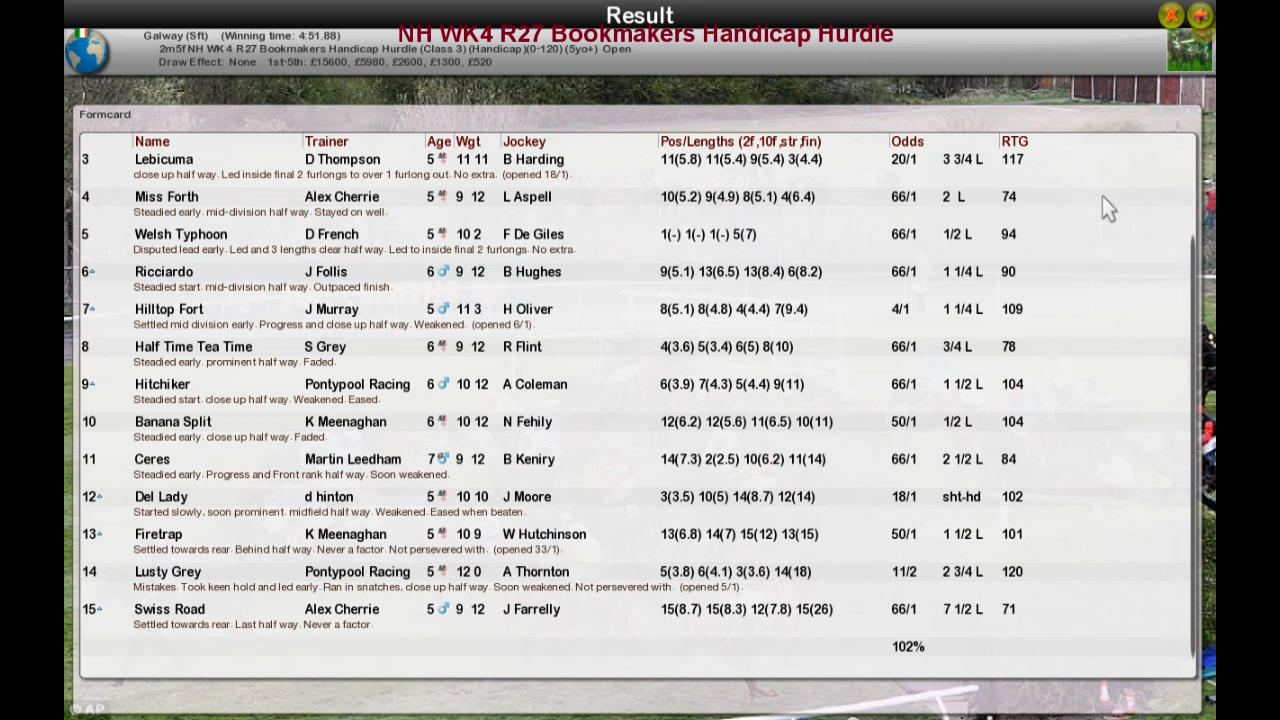 Result
NH WK4 R27 Bookmakers Handicap Hurdle
Galway (Sft) (Winning time: 4:51.88)
2m5f NH WK4 R27 Bookmakers Handicap Hurdle (Class 3) (Handicap)(0-120) (5yo+) Open
Draw Effect: None 1st-5th: £15600, £5980, £2600, £1300, £520
Formcard
Name Trainer Age Wgt Jockey Pos/Lengths (2f,10f,str,fin) Odds RTG
3 Lebicuma D Thompson 5 11 11 B Harding 11(5.8) 11(5.4) 9(5.4) 3(4.4) 20/1 3 3/4 L 117
close up half way. Led inside final 2 furlongs to over 1 furlong out. No extra. (opened 18/1).
4 Miss Forth Alex Cherrie 5 9 12 L Aspell 10(5.2) 9(4.9) 8(5.1) 4(6.4) 66/1 2 L 74
Steadied early. mid-division half way. Stayed on well.
5 Welsh Typhoon D French 5 10 2 F De Giles 1(-) 1(-) 1(-) 5(7) 66/1 1/2 L 94
Disputed lead early. Led and 3 lengths clear half way. Led to inside final 2 furlongs. No extra.
6 Ricciardo J Follis 6 9 12 B Hughes 9(5.1) 13(6.5) 13(8.4) 6(8.2) 66/1 1 1/4 L 90
Steadied start. mid-division half way. Outpaced finish.
7 Hilltop Fort J Murray 5 11 3 H Oliver 8(5.1) 8(4.8) 4(4.4) 7(9.4) 4/1 1 1/4 L 109
Settled mid division early. Progress and close up half way. Weakened. (opened 6/1).
8 Half Time Tea Time S Grey 6 9 12 R Flint 4(3.6) 5(3.4) 6(5) 8(10) 66/1 3/4 L 78
Steadied early. prominent half way. Faded.
9 Hitchiker Pontypool Racing 6 10 12 A Coleman 6(3.9) 7(4.3) 5(4.4) 9(11) 66/1 1 1/2 L 104
Steadied start. close up half way. Weakened. Eased.
10 Banana Split K Meenaghan 6 10 12 N Fehily 12(6.2) 12(5.6) 11(6.5) 10(11) 50/1 1/2 L 104
Steadied early. close up half way. Faded.
11 Ceres Martin Leedham 7 9 12 B Keniry 14(7.3) 2(2.5) 10(6.2) 11(14) 66/1 2 1/2 L 84
Steadied early. Progress and Front rank half way. Soon weakened.
12 Del Lady d hinton 5 10 10 J Moore 3(3.5) 10(5) 14(8.7) 12(14) 18/1 sht-hd 102
Started slowly, soon prominent. midfield half way. Weakened. Eased when beaten.
13 Firetrap K Meenaghan 5 10 9 W Hutchinson 13(6.8) 14(7) 15(12) 13(15) 50/1 1 1/2 L 101
Settled towards rear. Behind half way. Never a factor. Not persevered with. (opened 33/1).
14 Lusty Grey Pontypool Racing 5 12 0 A Thornton 5(3.8) 6(4.1) 3(3.6) 14(18) 11/2 2 3/4 L 120
Mistakes. Took keen hold and led early. Ran in snatches, close up half way. Soon weakened. Not persevered with. (opened 5/1).
15 Swiss Road Alex Cherrie 5 9 12 J Farrelly 15(8.7) 15(8.3) 12(7.8) 15(26) 66/1 7 1/2 L 71
Settled towards rear. Last half way. Never a factor.
102%
© AP